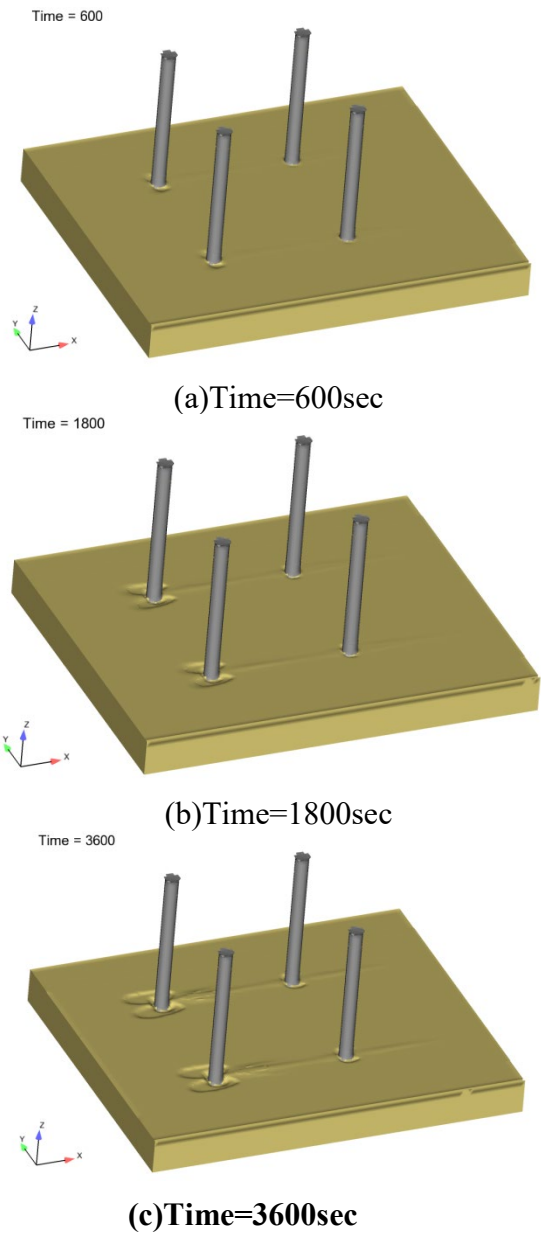 Time = 600
Z
Y
X
(a)Time=600sec
Time = 1800
Z
Y
X
(b)Time=1800sec
Time = 3600
Z
Y
X
(c)Time=3600sec